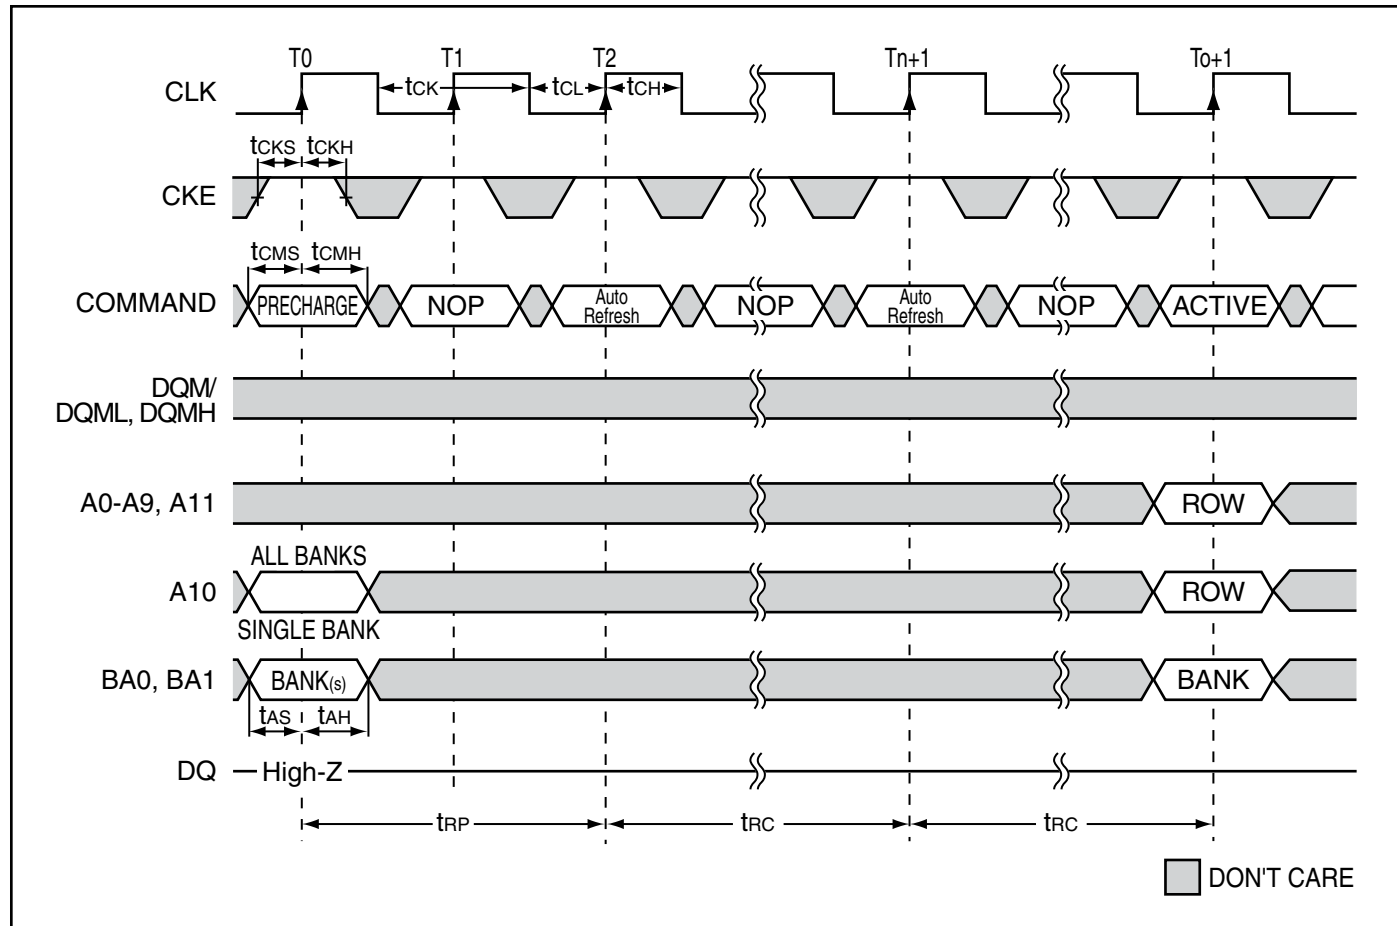 T0 T1 T2 Tn+1 To+1
CLK tCK tCL tCH
tCKS tCKH
CKE
tCMS tCMH
COMMAND PRECHARGE NOP Auto Refresh NOP Auto Refresh NOP ACTIVE
DQM/
DQML, DQMH
A0-A9, A11 ROW
ALL BANKS
A10 ROW
SINGLE BANK
BA0, BA1 BANK(s) BANK
tAS tAH
DQ High-Z
tRP tRC tRC
DON'T CARE